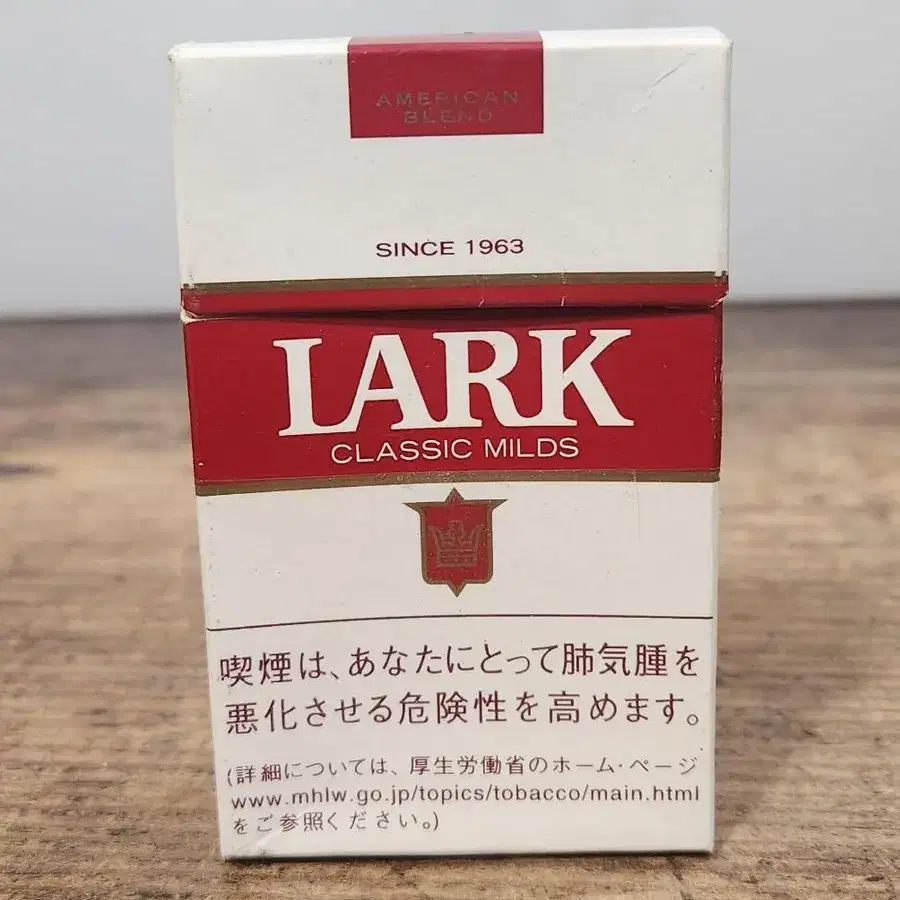 AMERICAN
BLEND
SINCE 1963
LARK
CLASSIC MILDS
喫煙は、あなたにとって肺気腫を
悪化させる危険性を高めます。
(詳細については、厚生労働省のホーム・ページ
www.mhlw.go.jp/topics/tobacco/main.html
をご参照ください。)